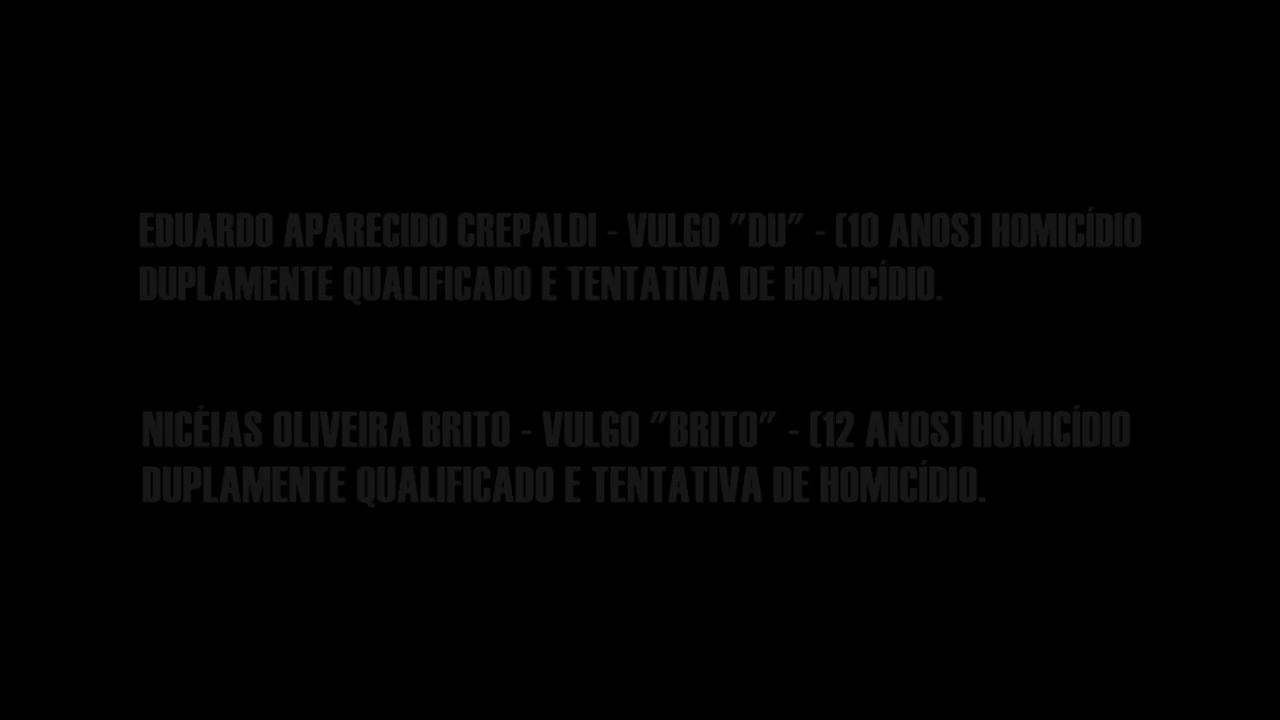 EDUARDO APARECIDO CREPALDI - VULGO "DU" - (10 ANOS) HOMICÍDIO
DUPLAMENTE QUALIFICADO E TENTATIVA DE HOMICÍDIO.
NICÉIAS OLIVEIRA BRITO - VULGO "BRITO" - (12 ANOS) HOMICÍDIO
DUPLAMENTE QUALIFICADO E TENTATIVA DE HOMICÍDIO.